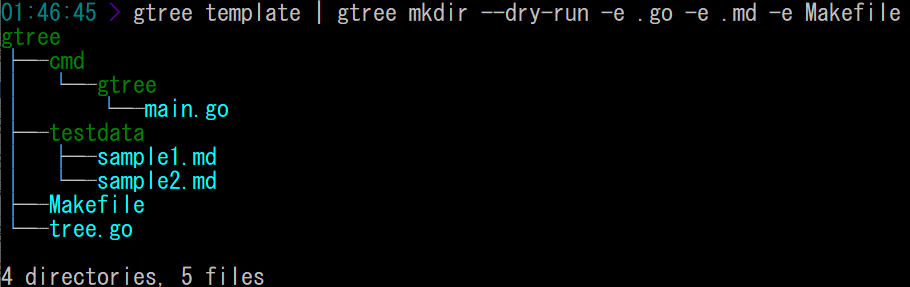 01:46:45 > gtree template | gtree mkdir --dry-run -e .go -e .md -e Makefile
gtree
├──cmd
│  └──gtree
│     └──main.go
├──testdata
│  ├──sample1.md
│  └──sample2.md
├──Makefile
└──tree.go
4 directories, 5 files